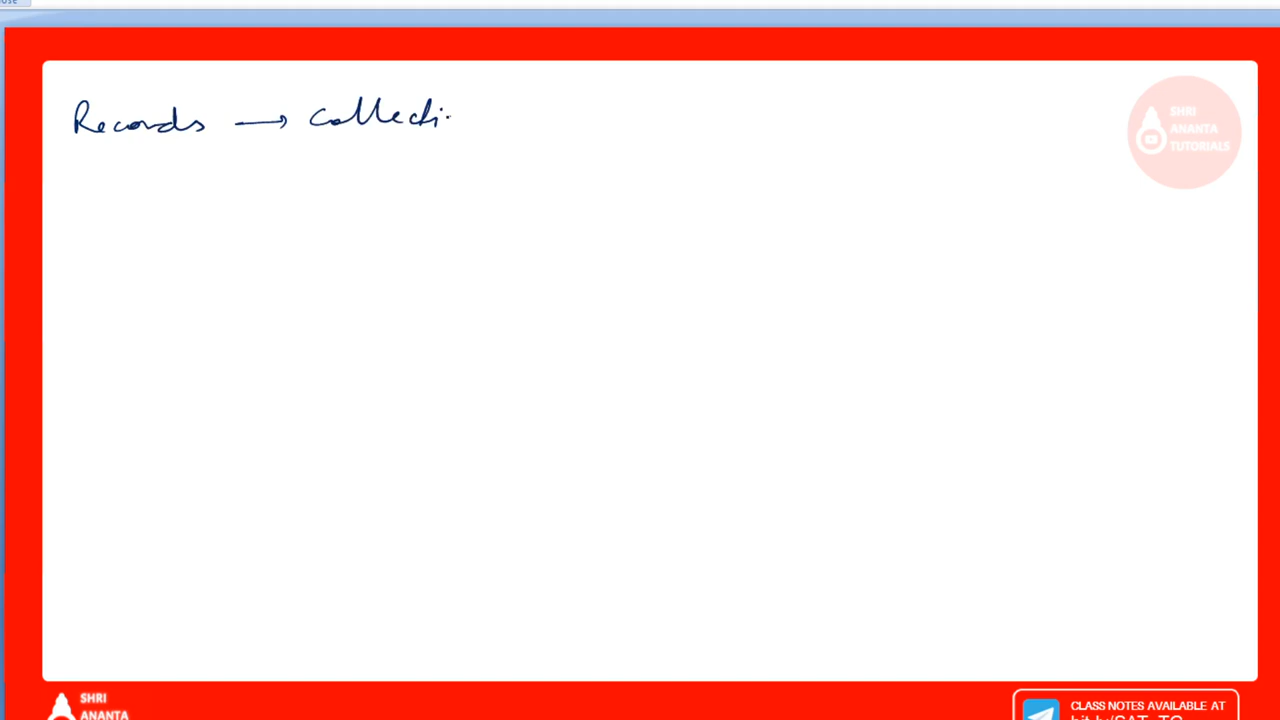 Records → Collecti
SHRI
ANANTA
TUTORIALS
SHRI
ANANTA
CLASS NOTES AVAILABLE AT